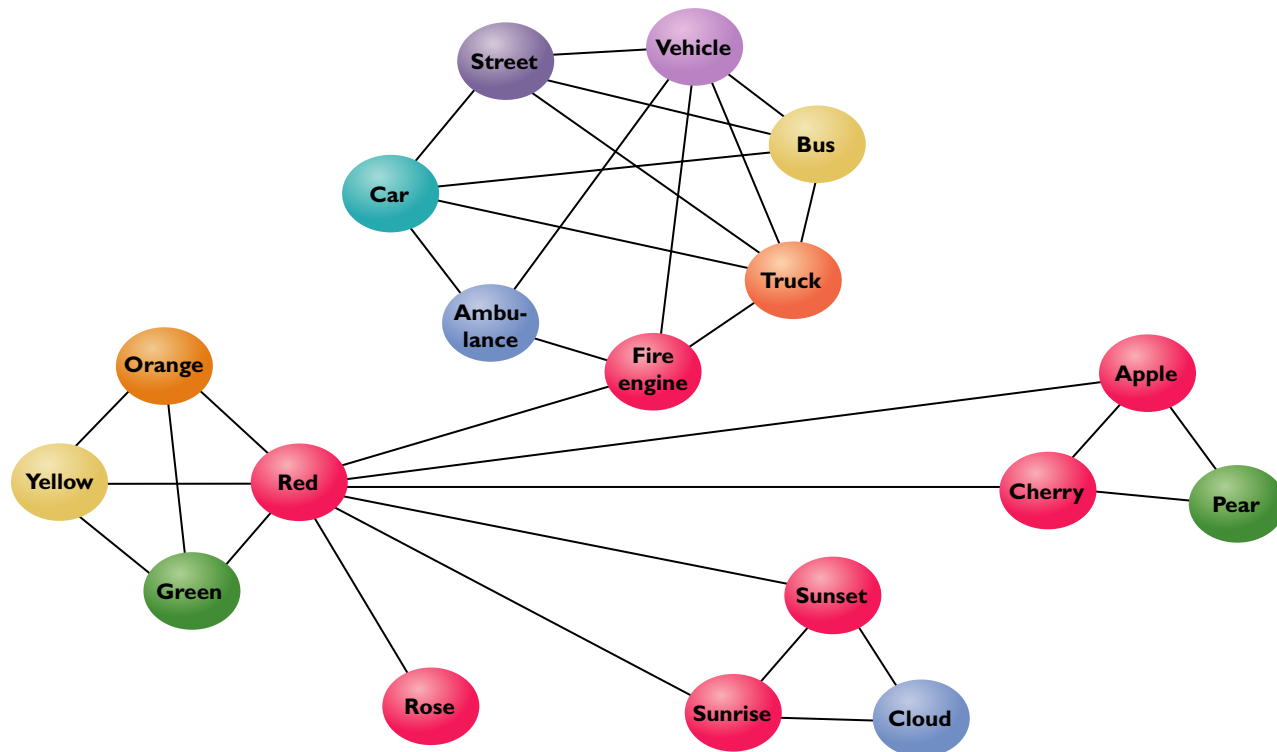 Vehicle
Street
Bus
Car
Truck
Ambu-
lance
Fire
engine
Orange
Apple
Yellow
Red
Cherry
Pear
Green
Sunset
Rose
Sunrise
Cloud